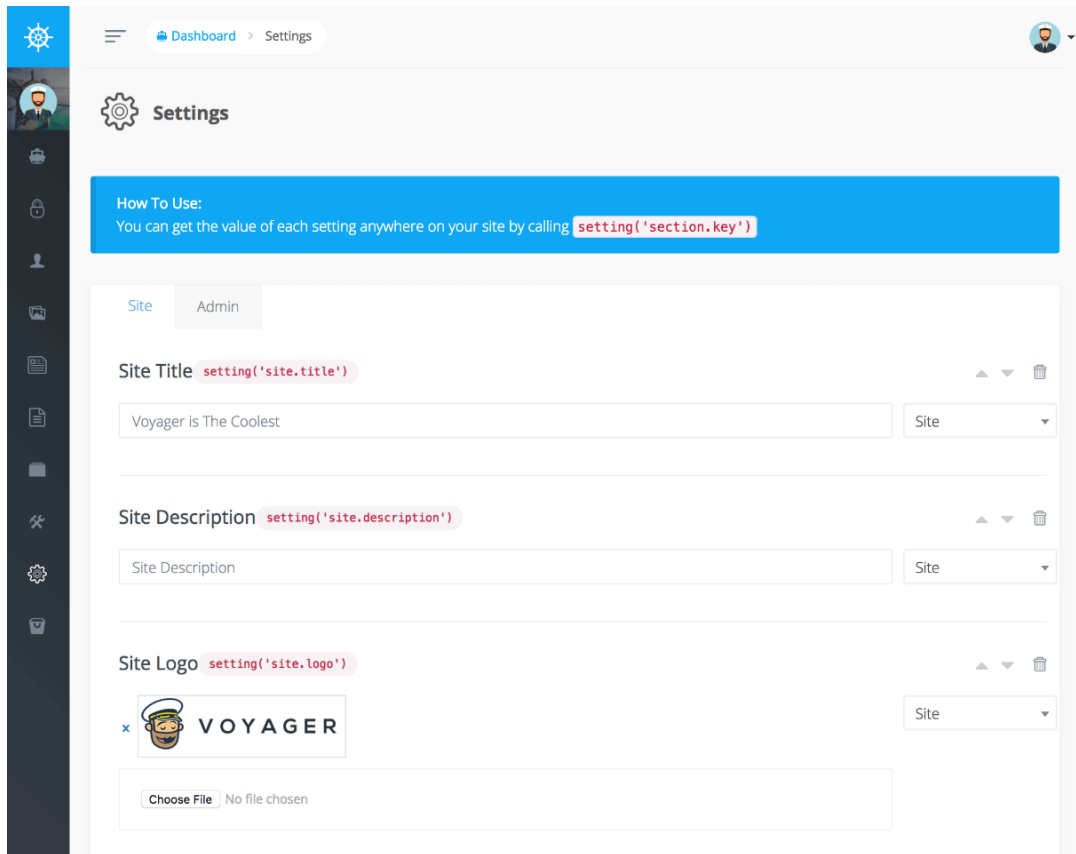 Dashboard > Settings
Settings
How To Use:
You can get the value of each setting anywhere on your site by calling setting('section.key')
Site Admin
Site Title setting('site.title')
Voyager is The Coolest Site
Site Description setting('site.description')
Site Description Site
Site Logo setting('site.logo')
x VOYAGER Site
Choose File No file chosen